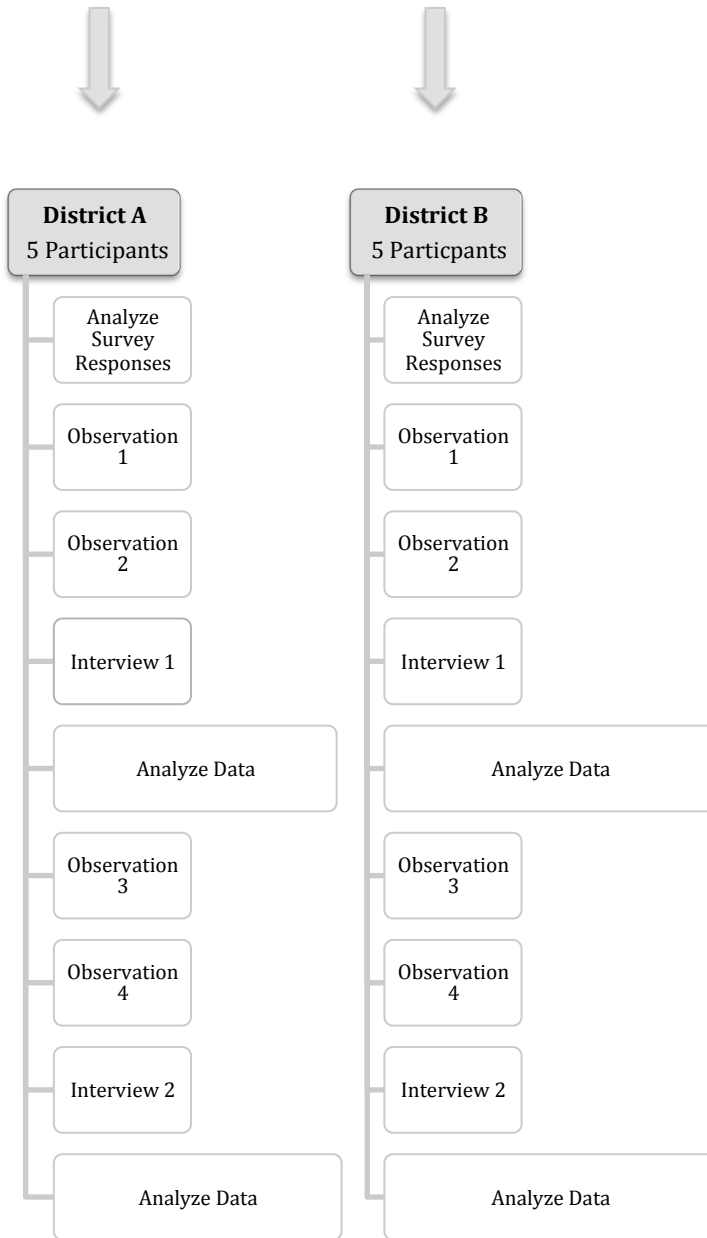 District A
5 Participants
Analyze
Survey
Responses
Observation
1
Observation
2
Interview 1
Analyze Data
Observation
3
Observation
4
Interview 2
Analyze Data
District B
5 Particpants
Analyze
Survey
Responses
Observation
1
Observation
2
Interview 1
Analyze Data
Observation
3
Observation
4
Interview 2
Analyze Data